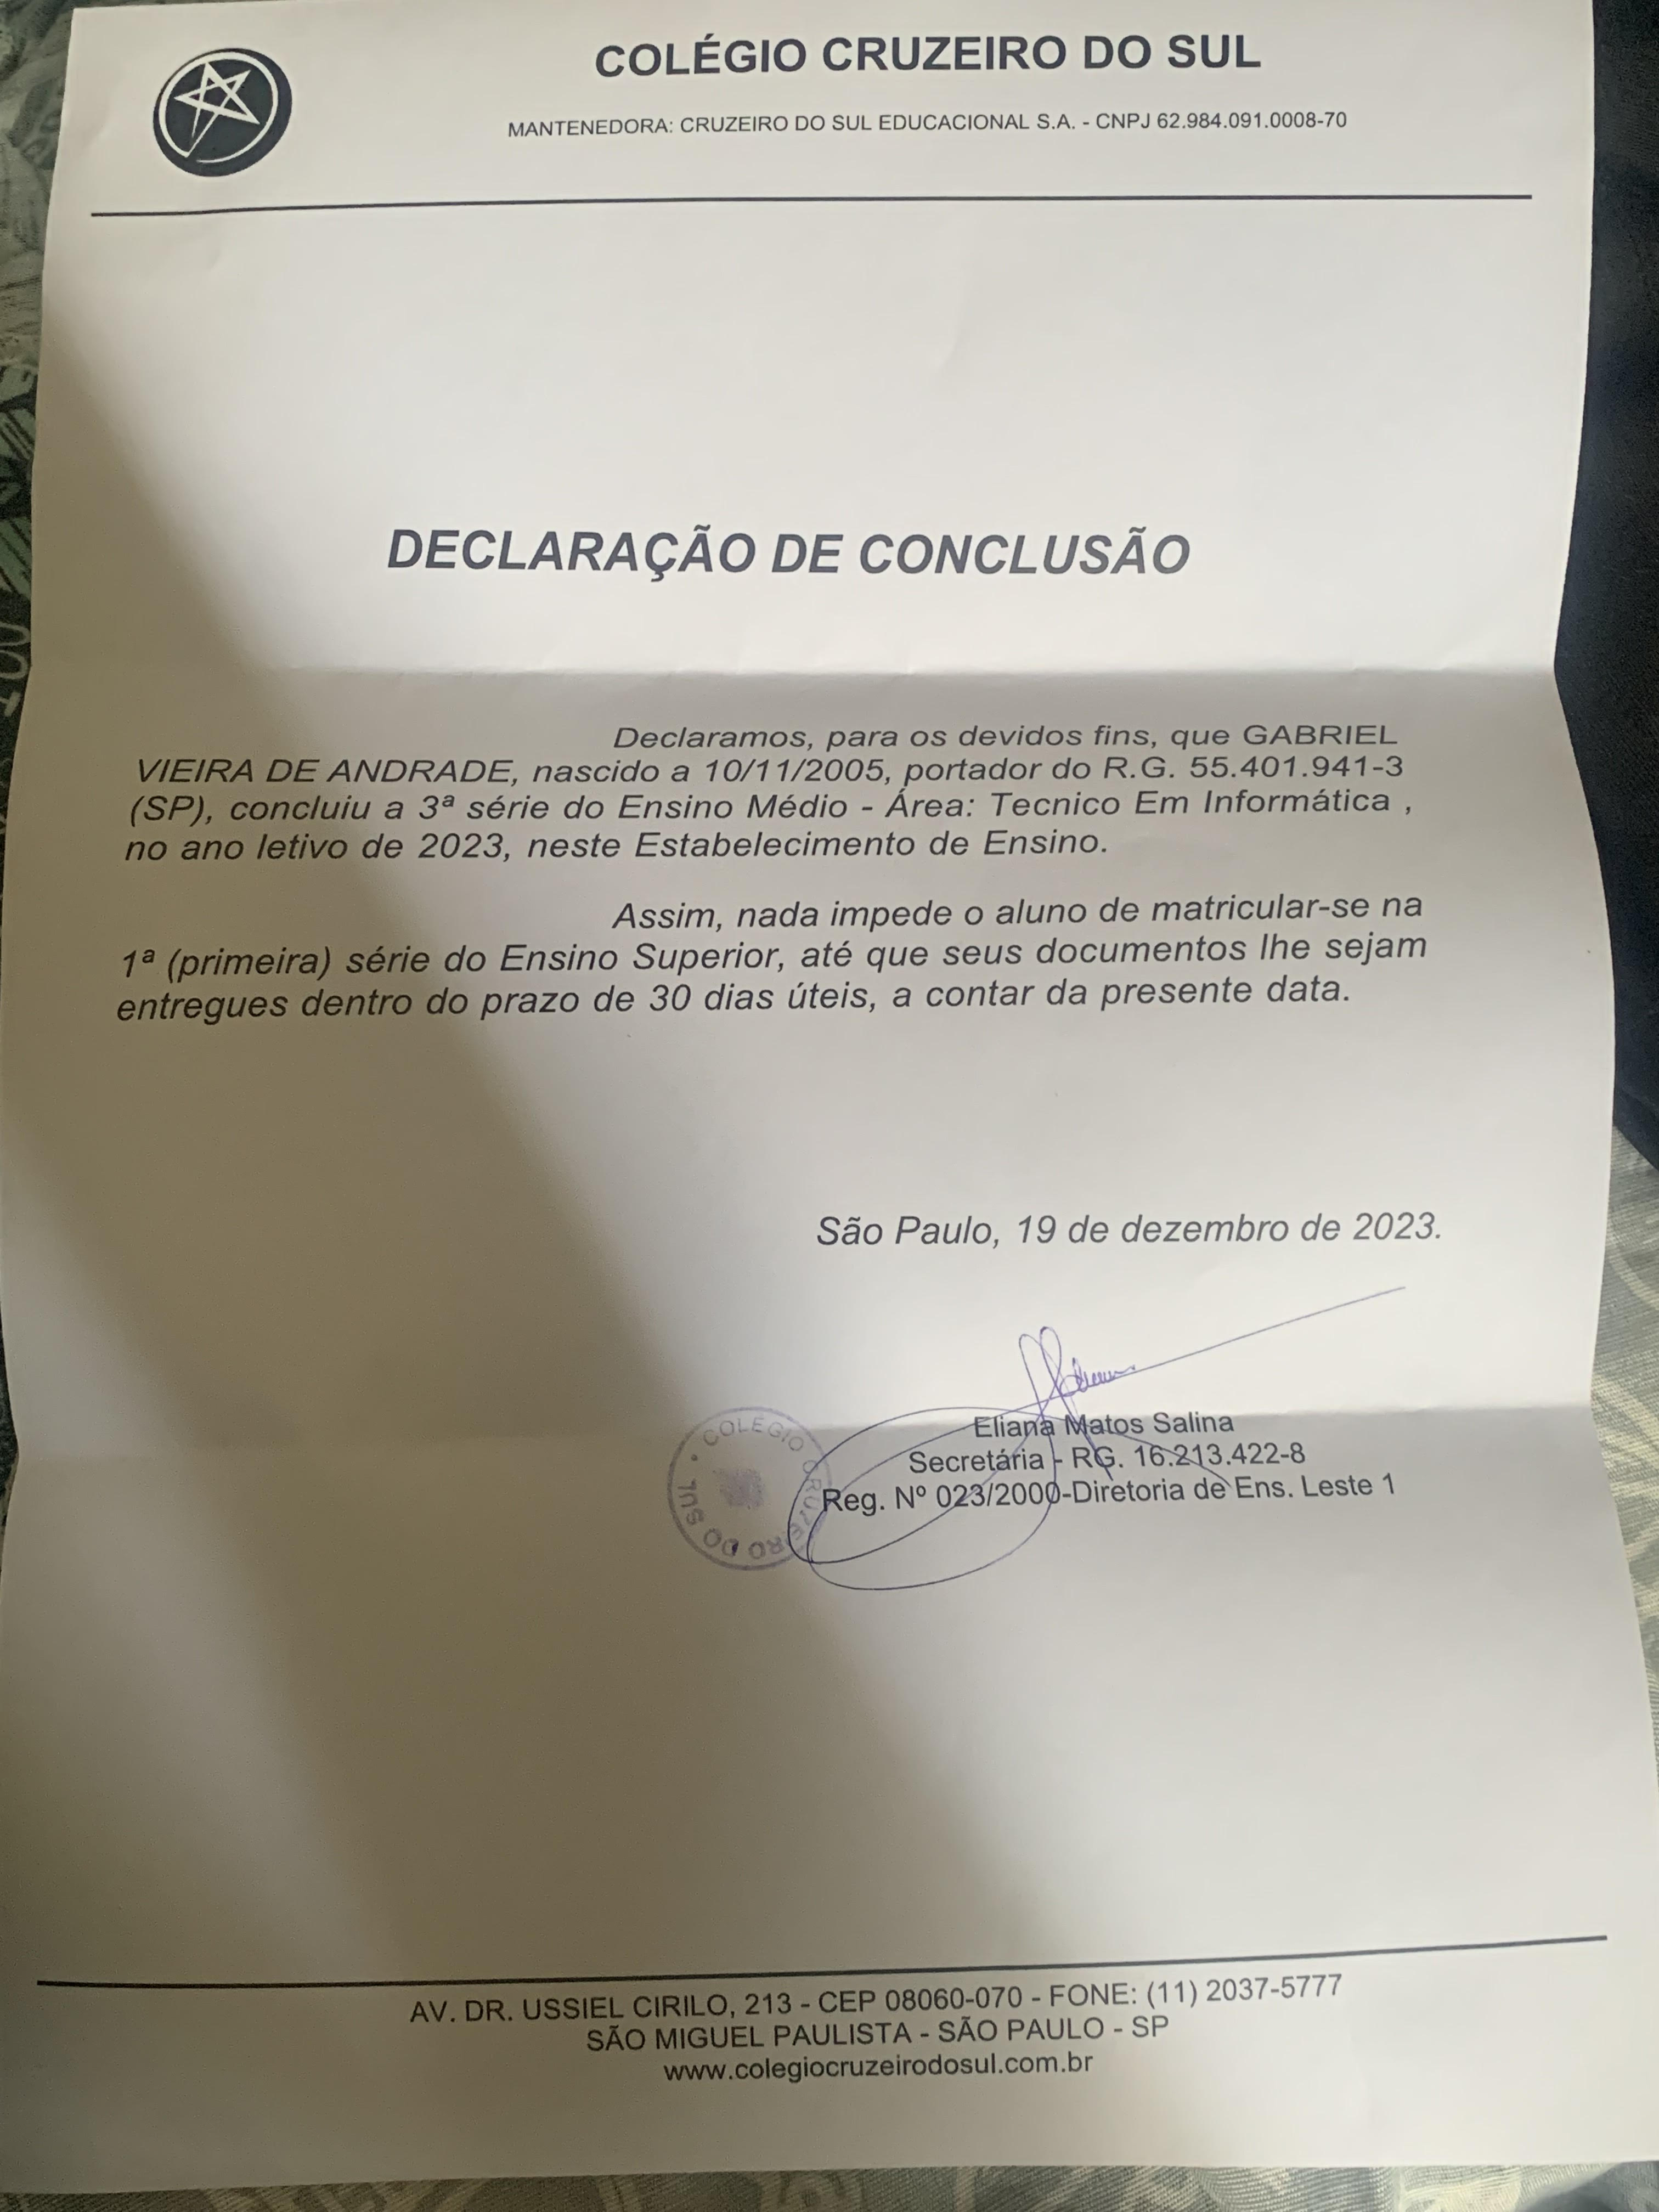 COLÉGIO CRUZEIRO DO SUL
MANTENEDORA: CRUZEIRO DO SUL EDUCACIONAL S.A. - CNPJ 62.984.091.0008-70
DECLARAÇÃO DE CONCLUSÃO
Declaramos, para os devidos fins, que GABRIEL
VIEIRA DE ANDRADE, nascido a 10/11/2005, portador do R.G. 55.401.941-3
(SP), concluiu a 3ª série do Ensino Médio - Área: Tecnico Em Informática ,
no ano letivo de 2023, neste Estabelecimento de Ensino.
Assim, nada impede o aluno de matricular-se na
1ª (primeira) série do Ensino Superior, até que seus documentos lhe sejam
entregues dentro do prazo de 30 dias úteis, a contar da presente data.
São Paulo, 19 de dezembro de 2023.
Eliana Matos Salina
Secretária - RG. 16.213.422-8
Reg. Nº 023/2000-Diretoria de Ens. Leste 1
COLÉGIO CRUZEIRO DO SUL
AV. DR. USSIEL CIRILO, 213 - CEP 08060-070 - FONE: (11) 2037-5777
SÃO MIGUEL PAULISTA - SÃO PAULO - SP
www.colegiocruzeirodosul.com.br